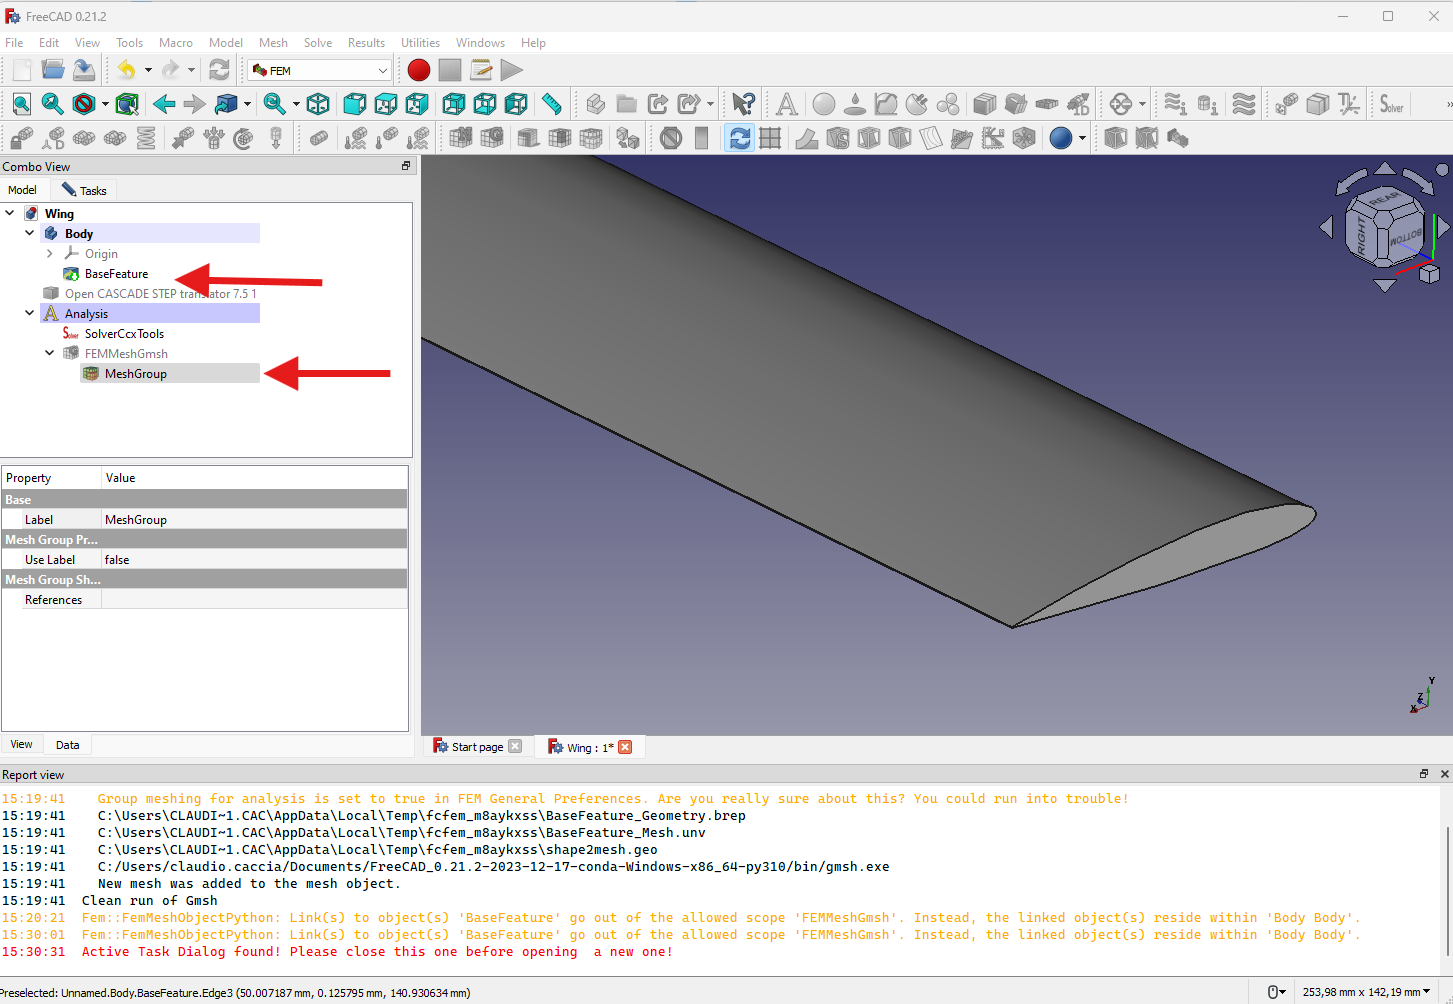 FreeCAD 0.21.2
File Edit View Tools Macro Model Mesh Solve Results Utilities Windows Help
FEM
Solver
Combo View
Model Tasks
Wing
Body
Origin
BaseFeature
Open CASCADE STEP translator 7.5 1
Analysis
Solver SolverCcxTools
FEMMeshGmsh
MeshGroup
Property Value
Base
Label MeshGroup
Mesh Group Pr...
Use Label false
Mesh Group Sh...
References
View Data
REAR
RIGHT
BOTTOM
Y
Z
X
Start page
Wing : 1*
Report view
15:19:41 Group meshing for analysis is set to true in FEM General Preferences. Are you really sure about this? You could run into trouble!
15:19:41 C:\Users\CLAUDI~1.CAC\AppData\Local\Temp\fcfem_m8aykxss\BaseFeature_Geometry.brep
15:19:41 C:\Users\CLAUDI~1.CAC\AppData\Local\Temp\fcfem_m8aykxss\BaseFeature_Mesh.unv
15:19:41 C:\Users\CLAUDI~1.CAC\AppData\Local\Temp\fcfem_m8aykxss\shape2mesh.geo
15:19:41 C:/Users/claudio.caccia/Documents/FreeCAD_0.21.2-2023-12-17-conda-Windows-x86_64-py310/bin/gmsh.exe
15:19:41 New mesh was added to the mesh object.
15:19:41 Clean run of Gmsh
15:20:21 Fem::FemMeshObjectPython: Link(s) to object(s) 'BaseFeature' go out of the allowed scope 'FEMMeshGmsh'. Instead, the linked object(s) reside within 'Body Body'.
15:30:01 Fem::FemMeshObjectPython: Link(s) to object(s) 'BaseFeature' go out of the allowed scope 'FEMMeshGmsh'. Instead, the linked object(s) reside within 'Body Body'.
15:30:31 Active Task Dialog found! Please close this one before opening a new one!
Preselected: Unnamed.Body.BaseFeature.Edge3 (50.007187 mm, 0.125795 mm, 140.930634 mm)
253,98 mm x 142,19 mm